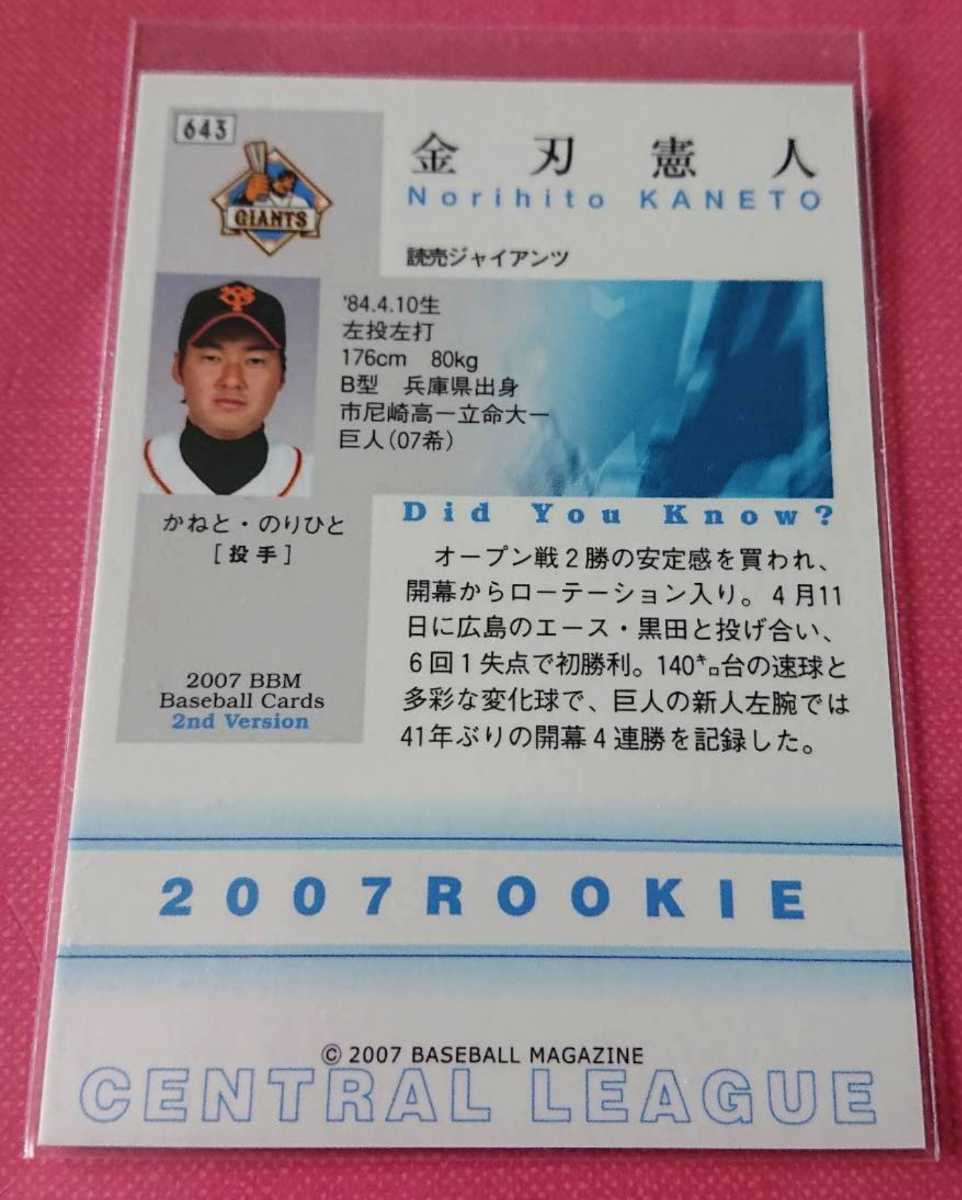 643
GIANTS
金刃憲人
Norihito KANETO
読売ジャイアンツ
'84.4.10生
左投左打
176cm 80kg
B型 兵庫県出身
市尼崎高―立命大―
巨人(07希)
かねと・のりひと
[投手]
2007 BBM
Baseball Cards
2nd Version
Did You Know?
オープン戦2勝の安定感を買われ、
開幕からローテーション入り。4月11
日に広島のエース・黒田と投げ合い、
6回1失点で初勝利。140㌔台の速球と
多彩な変化球で、巨人の新人左腕では
41年ぶりの開幕4連勝を記録した。
2007ROOKIE
© 2007 BASEBALL MAGAZINE
CENTRAL LEAGUE